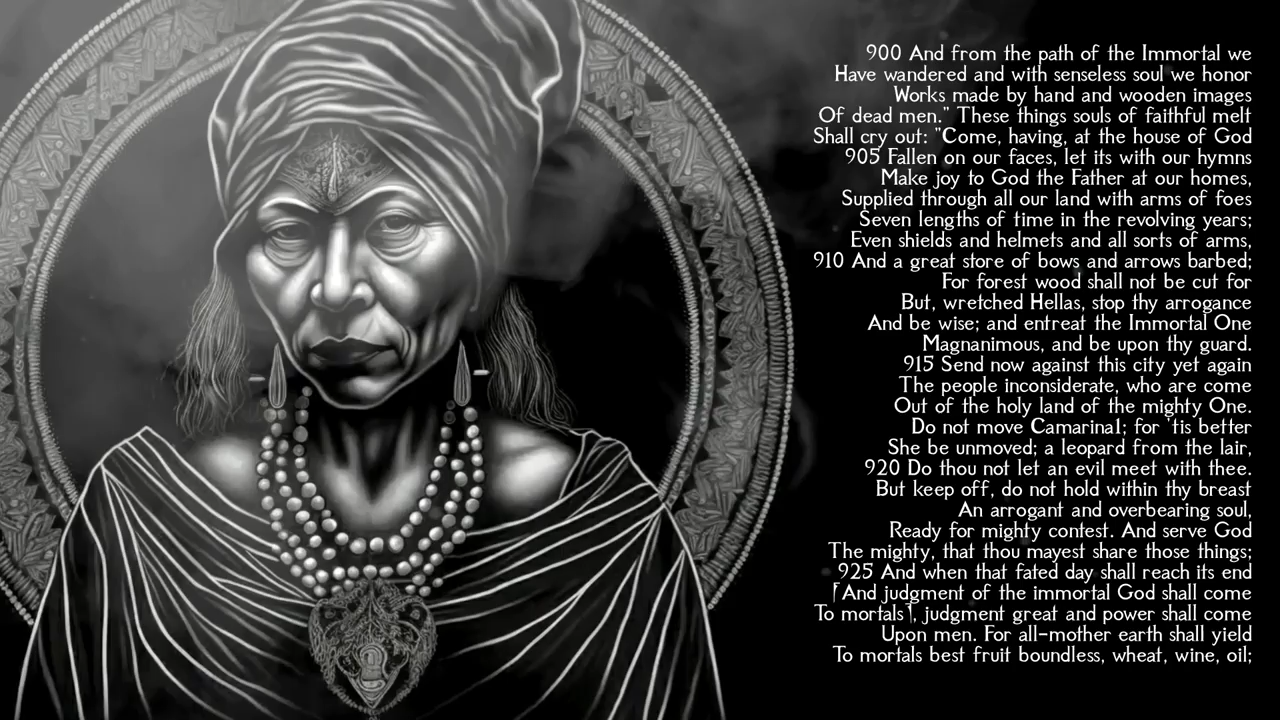 900 And from the path of the Immortal we
Have wandered and with senseless soul we honor
Works made by hand and wooden images
Of dead men." These things souls of faithful melt
Shall cry out: "Come, having, at the house of God
905 Fallen on our faces, let its with our hymns
Make joy to God the Father at our homes,
Supplied through all our land with arms of foes
Seven lengths of time in the revolving years;
Even shields and helmets and all sorts of arms,
910 And a great store of bows and arrows barbed;
For forest wood shall not be cut for
But, wretched Hellas, stop thy arrogance
And be wise; and entreat the Immortal One
Magnanimous, and be upon thy guard.
915 Send now against this city yet again
The people inconsiderate, who are come
Out of the holy land of the mighty One.
Do not move Camarina1; for 'tis better
She be unmoved; a leopard from the lair,
920 Do thou not let an evil meet with thee.
But keep off, do not hold within thy breast
An arrogant and overbearing soul,
Ready for mighty contest. And serve God
The mighty, that thou mayest share those things;
925 And when that fated day shall reach its end
⌈And judgment of the immortal God shall come
To mortals⌉, judgment great and power shall come
Upon men. For all-mother earth shall yield
To mortals best fruit boundless, wheat, wine, oil;